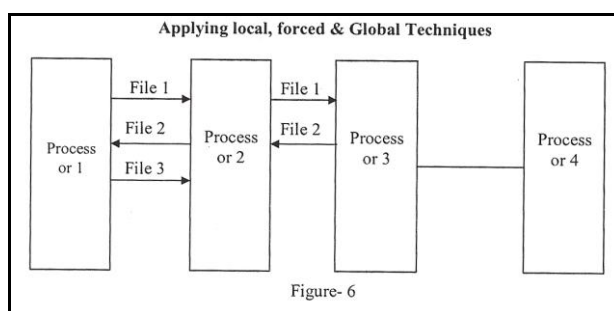 Applying local, forced & Global Techniques
File 1
File 1
File 2
File 2
Process
or 1
Process
or 2
Process
or 3
Process
or 4
File 3
Figure- 6